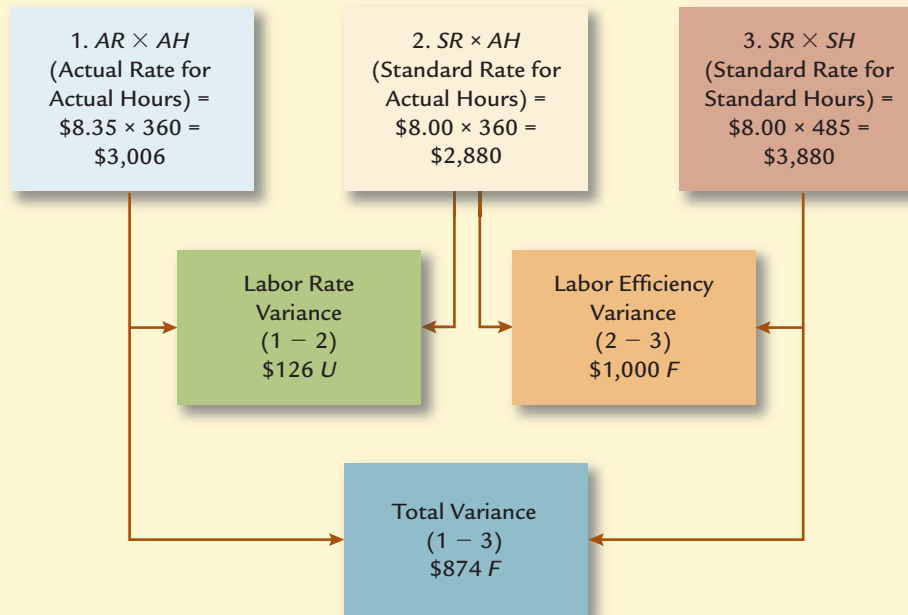 1. AR × AH
(Actual Rate for
Actual Hours) =
$8.35 × 360 =
$3,006
2. SR × AH
(Standard Rate for
Actual Hours) =
$8.00 × 360 =
$2,880
3. SR × SH
(Standard Rate for
Standard Hours) =
$8.00 × 485 =
$3,880
Labor Rate
Variance
(1 − 2)
$126 U
Labor Efficiency
Variance
(2 − 3)
$1,000 F
Total Variance
(1 − 3)
$874 F